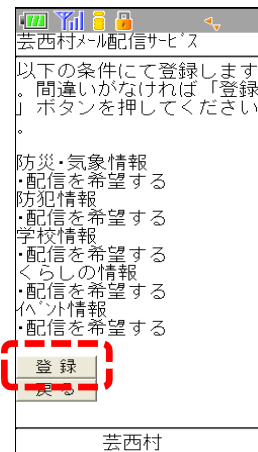 芸西村ﾒｰﾙ配信ｻｰﾋﾞｽ
以下の条件にて登録します
。間違いがなければ「登録
」ボタンを押してください
。
防災・気象情報
・配信を希望する
防犯情報
・配信を希望する
学校情報
・配信を希望する
くらしの情報
・配信を希望する
ｲﾍﾞﾝﾄ情報
・配信を希望する
登録
戻る
芸西村